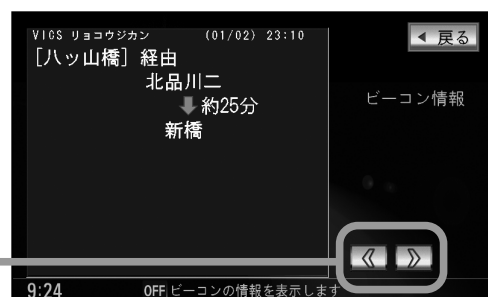 VICS リョコウジカン (01/02) 23:10
◀ 戻る
[八ッ山橋] 経由
北品川二
ビーコン情報
約25分
新橋
9:24 OFF ビーコンの情報を表示します